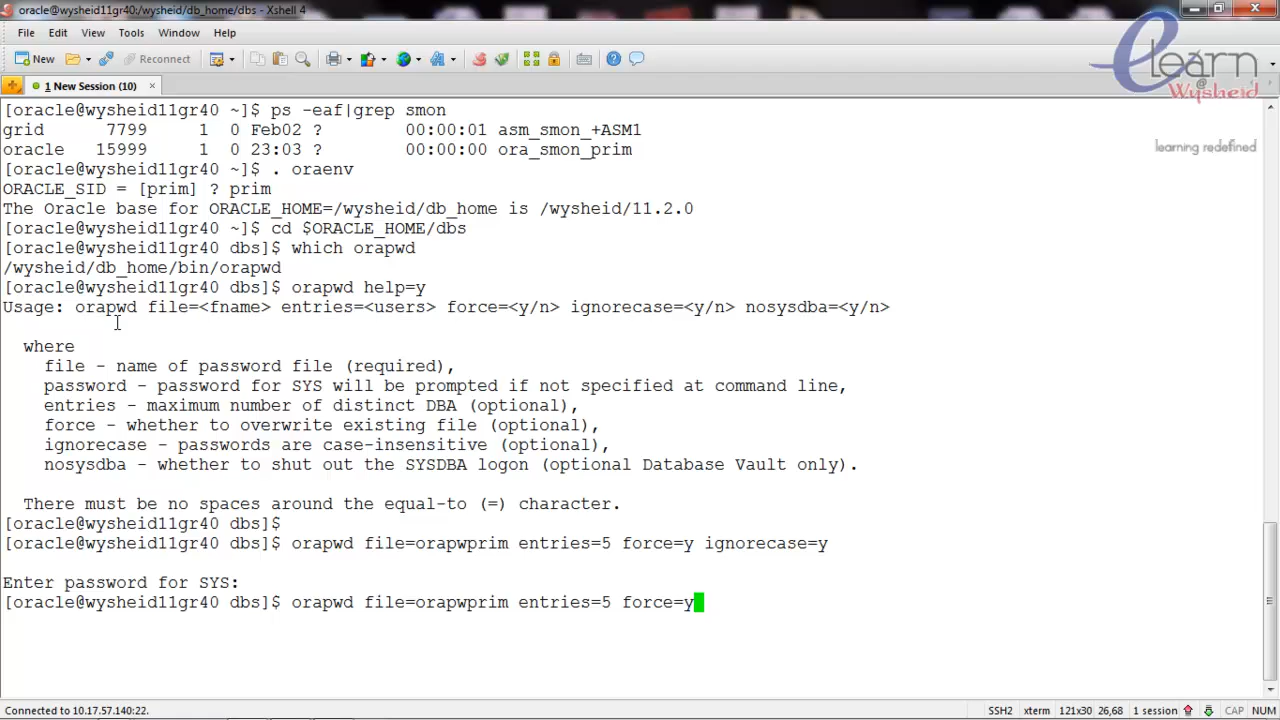 oracle@wysheid11gr40:/wysheid/db_home/dbs - Xshell 4
File Edit View Tools Window Help
New Reconnect
1 New Session (10) ×
elearn
@
Wysheid
learning redefined
[oracle@wysheid11gr40 ~]$ ps -eaf|grep smon
grid 7799 1 0 Feb02 ? 00:00:01 asm_smon_+ASM1
oracle 15999 1 0 23:03 ? 00:00:00 ora_smon_prim
[oracle@wysheid11gr40 ~]$ . oraenv
ORACLE_SID = [prim] ? prim
The Oracle base for ORACLE_HOME=/wysheid/db_home is /wysheid/11.2.0
[oracle@wysheid11gr40 ~]$ cd $ORACLE_HOME/dbs
[oracle@wysheid11gr40 dbs]$ which orapwd
/wysheid/db_home/bin/orapwd
[oracle@wysheid11gr40 dbs]$ orapwd help=y
Usage: orapwd file=<fname> entries=<users> force=<y/n> ignorecase=<y/n> nosysdba=<y/n>
where
file - name of password file (required),
password - password for SYS will be prompted if not specified at command line,
entries - maximum number of distinct DBA (optional),
force - whether to overwrite existing file (optional),
ignorecase - passwords are case-insensitive (optional),
nosysdba - whether to shut out the SYSDBA logon (optional Database Vault only).
There must be no spaces around the equal-to (=) character.
[oracle@wysheid11gr40 dbs]$
[oracle@wysheid11gr40 dbs]$ orapwd file=orapwprim entries=5 force=y ignorecase=y
Enter password for SYS:
[oracle@wysheid11gr40 dbs]$ orapwd file=orapwprim entries=5 force=y
Connected to 10.17.57.140:22. SSH2 xterm 121x30 26,68 1 session CAP NUM